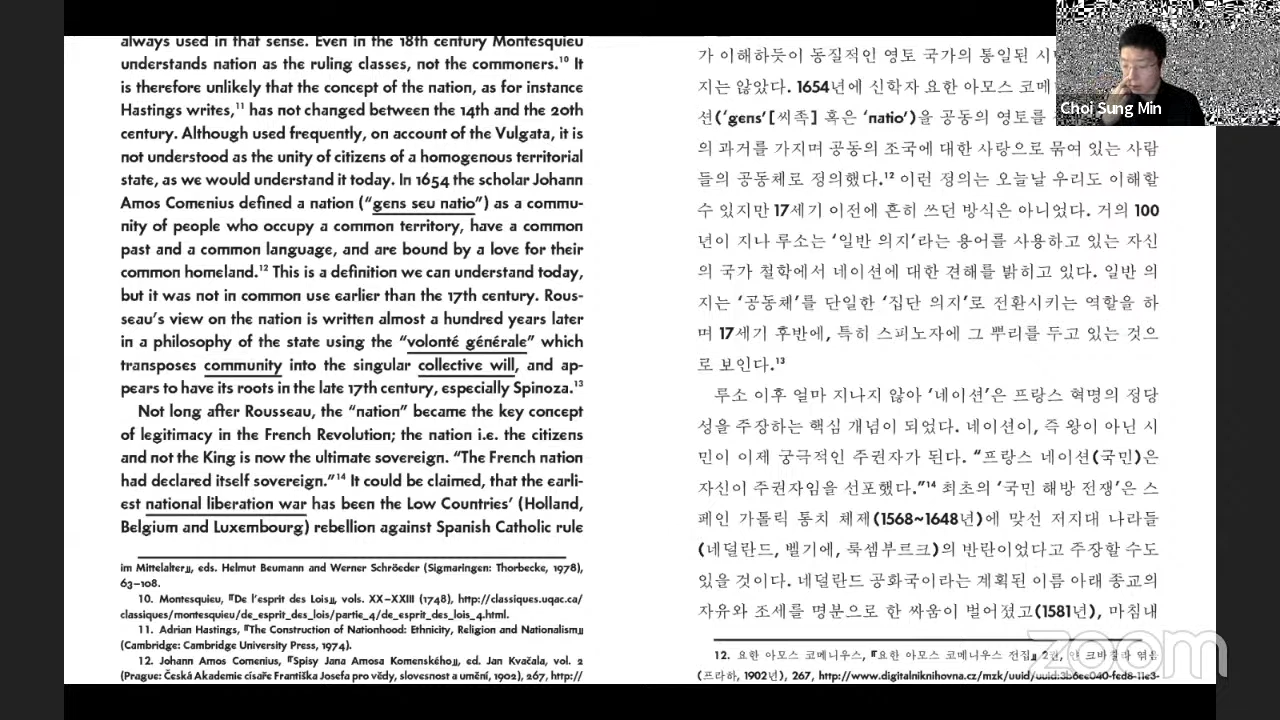 always used in that sense. Even in the 18th century Montesquieu
understands nation as the ruling classes, not the commoners.¹⁰ It
is therefore unlikely that the concept of the nation, as for instance
Hastings writes,¹¹ has not changed between the 14th and the 20th
century. Although used frequently, on account of the Vulgata, it is
not understood as the unity of citizens of a homogenous territorial
state, as we would understand it today. In 1654 the scholar Johann
Amos Comenius defined a nation (“gens seu natio”) as a commu-
nity of people who occupy a common territory, have a common
past and a common language, and are bound by a love for their
common homeland.¹² This is a definition we can understand today,
but it was not in common use earlier than the 17th century. Rous-
seau’s view on the nation is written almost a hundred years later
in a philosophy of the state using the “volonté générale” which
transposes community into the singular collective will, and ap-
pears to have its roots in the late 17th century, especially Spinoza.¹³
Not long after Rousseau, the “nation” became the key concept
of legitimacy in the French Revolution; the nation i.e. the citizens
and not the King is now the ultimate sovereign. “The French nation
had declared itself sovereign.”¹⁴ It could be claimed, that the earli-
est national liberation war has been the Low Countries’ (Holland,
Belgium and Luxembourg) rebellion against Spanish Catholic rule
im Mittelalter』, eds. Helmut Beumann and Werner Schröeder (Sigmaringen: Thorbecke, 1978),
63–108.
10. Montesquieu, 『De l’esprit des Lois』, vols. XX–XXIII (1748), http://classiques.uqac.ca/
classiques/montesquieu/de_esprit_des_lois/partie_4/de_esprit_des_lois_4.html.
11. Adrian Hastings, 『The Construction of Nationhood: Ethnicity, Religion and Nationalism』
(Cambridge: Cambridge University Press, 1974).
12. Johann Amos Comenius, 『Spisy Jana Amosa Komenského』, ed. Jan Kvačala, vol. 2
(Prague: Česká Akademie císaře Františka Josefa pro vědy, slovesnost a umění, 1902), 267, http://
가 이해하듯이 동질적인 영토 국가의 통일된
지는 않았다. 1654년에 신학자 요한 아모스
션(‘gens’[씨족] 혹은 ‘natio’)을 공동의 영토를
의 과거를 가지며 공동의 조국에 대한 사랑으로 묶여 있는 사람
들의 공동체로 정의했다.¹² 이런 정의는 오늘날 우리도 이해할
수 있지만 17세기 이전에 흔히 쓰던 방식은 아니었다. 거의 100
년이 지나 루소는 ‘일반 의지’라는 용어를 사용하고 있는 자신
의 국가 철학에서 네이션에 대한 견해를 밝히고 있다. 일반 의
지는 ‘공동체’를 단일한 ‘집단 의지’로 전환시키는 역할을 하
며 17세기 후반에, 특히 스피노자에 그 뿌리를 두고 있는 것으
로 보인다.¹³
루소 이후 얼마 지나지 않아 ‘네이션’은 프랑스 혁명의 정당
성을 주장하는 핵심 개념이 되었다. 네이션이, 즉 왕이 아닌 시
민이 이제 궁극적인 주권자가 된다. “프랑스 네이션(국민)은
자신이 주권자임을 선포했다.”¹⁴ 최초의 ‘국민 해방 전쟁’은 스
페인 가톨릭 통치 체제(1568~1648년)에 맞선 저지대 나라들
(네덜란드, 벨기에, 룩셈부르크)의 반란이었다고 주장할 수도
있을 것이다. 네덜란드 공화국이라는 계획된 이름 아래 종교의
자유와 조세를 명분으로 한 싸움이 벌어졌고(1581년), 마침내
12. 요한 아모스 코메니우스, 『요한 아모스 코메니우스 전집』 2권, 얀 크바찰라 엮음
(프라하, 1902년), 267, http://www.digitalniknihovna.cz/mzk/uuid/uuid:3b6ee040-fed8-11e3-
Choi Sung Min
zoom